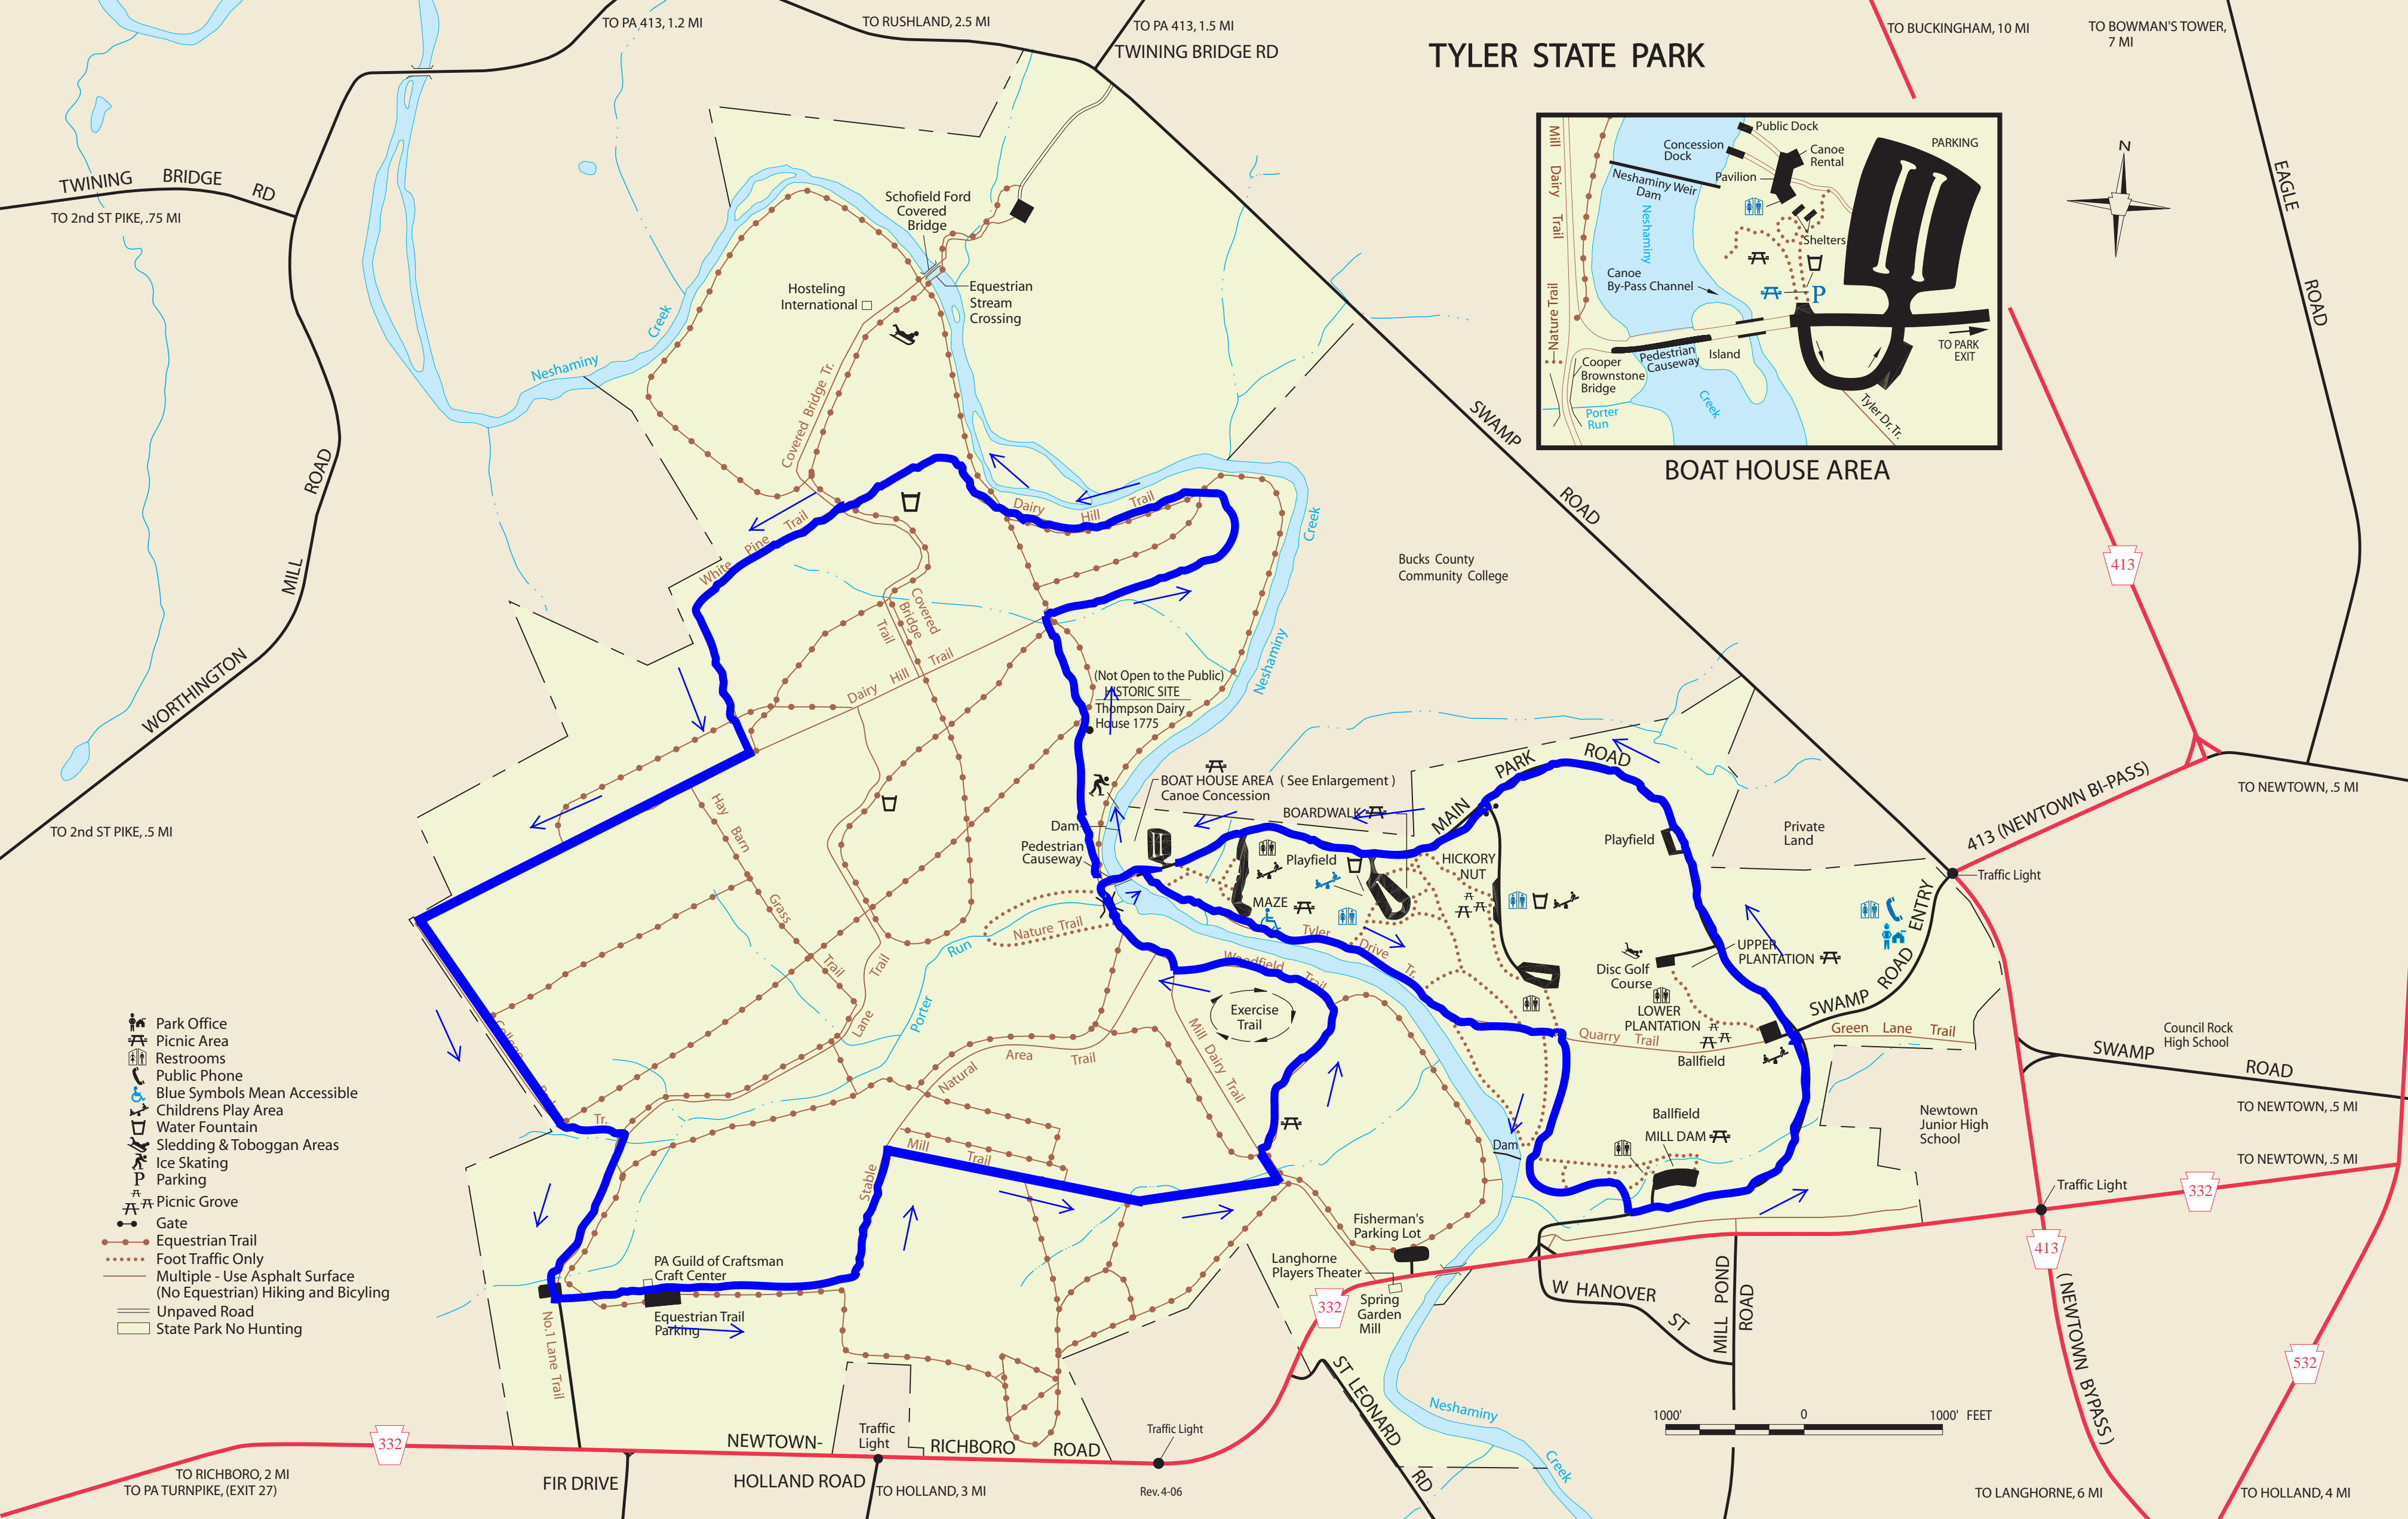 TO PA 413, 1.2 MI
TO RUSHLAND, 2.5 MI
TO PA 413, 1.5 MI
TWINING BRIDGE RD
TYLER STATE PARK
TO BUCKINGHAM, 10 MI
TO BOWMAN'S TOWER,
7 MI
TWINING BRIDGE RD
TO 2nd ST PIKE, .75 MI
Mill Dairy Trail
Nature Trail
Public Dock
Concession
Dock
Canoe
Rental
PARKING
Pavilion
Neshaminy Weir
Dam
Neshaminy
Shelters
Canoe
By-Pass Channel
P
TO PARK
EXIT
Island
Pedestrian
Causeway
Cooper
Brownstone
Bridge
Porter
Run
Creek
Tyler Dr. Tr.
BOAT HOUSE AREA
N
EAGLE ROAD
Schofield Ford
Covered
Bridge
Hosteling
International
Equestrian
Stream
Crossing
Neshaminy
Creek
Covered Bridge Tr.
SWAMP ROAD
WORTHINGTON MILL ROAD
TO 2nd ST PIKE, .5 MI
Dairy Hill Trail
White Pine Trail
Creek
Neshaminy
Bucks County
Community College
413
Covered
Bridge
Trail
Dairy Hill Trail
(Not Open to the Public)
HISTORIC SITE
Thompson Dairy
House 1775
BOAT HOUSE AREA ( See Enlargement )
Canoe Concession
BOARDWALK
Dam
Pedestrian
Causeway
MAIN PARK ROAD
Playfield
HICKORY
NUT
Playfield
Private
Land
413 (NEWTOWN BI-PASS)
TO NEWTOWN, .5 MI
Traffic Light
Hay Barn
Grass Trail
Lane Trail
MAZE
Nature Trail
Run
Porter
Tyler Drive Tr.
Woodfield Trail
Exercise
Trail
UPPER
PLANTATION
Disc Golf
Course
LOWER
PLANTATION
SWAMP ROAD ENTRY
Quarry Trail
Green Lane Trail
Ballfield
Council Rock
High School
SWAMP ROAD
TO NEWTOWN, .5 MI
College
Tr.
Natural Area Trail
Mill Dairy Trail
Mill Trail
Stable
Ballfield
MILL DAM
Dam
Newtown
Junior High
School
TO NEWTOWN, .5 MI
Traffic Light
332
413
(NEWTOWN BYPASS)
532
Park Office
Picnic Area
Restrooms
Public Phone
Blue Symbols Mean Accessible
Childrens Play Area
Water Fountain
Sledding & Toboggan Areas
Ice Skating
P Parking
Picnic Grove
Gate
Equestrian Trail
Foot Traffic Only
Multiple - Use Asphalt Surface
(No Equestrian) Hiking and Bicyling
Unpaved Road
State Park No Hunting
PA Guild of Craftsman
Craft Center
Equestrian Trail
Parking
No.1 Lane Trail
Fisherman's
Parking Lot
Langhorne
Players Theater
332
Spring
Garden
Mill
W HANOVER ST
MILL POND
ROAD
ST LEONARD RD
Neshaminy
Creek
1000' 0 1000' FEET
332
NEWTOWN-
RICHBORO ROAD
Traffic
Light
Traffic Light
TO RICHBORO, 2 MI
TO PA TURNPIKE, (EXIT 27)
FIR DRIVE
HOLLAND ROAD
TO HOLLAND, 3 MI
Rev. 4-06
TO LANGHORNE, 6 MI
TO HOLLAND, 4 MI